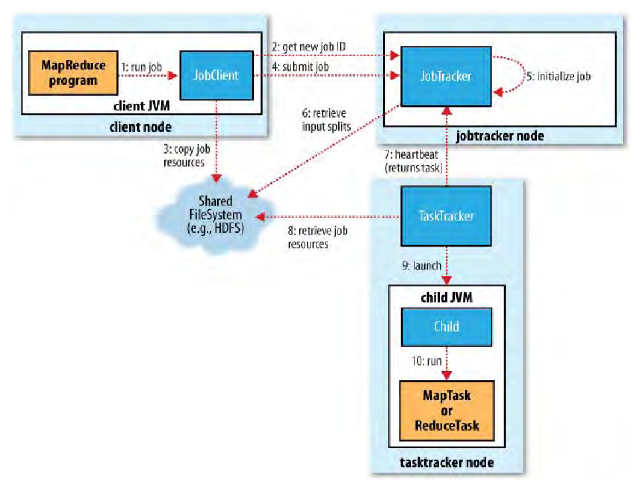 MapReduce
program
1: run job
JobClient
client JVM
client node
2: get new job ID
4: submit job
JobTracker
5: initialize job
jobtracker node
3: copy job
resources
6: retrieve
input splits
7: heartbeat
(returns task)
Shared
FileSystem
(e.g., HDFS)
8: retrieve job
resources
TaskTracker
9: launch
child JVM
Child
10: run
MapTask
or
ReduceTask
tasktracker node